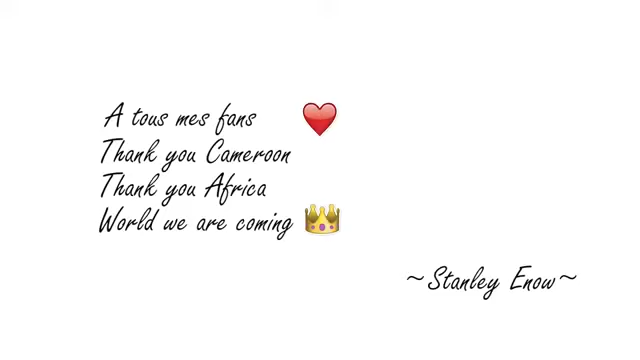 A tous mes fans ❤️
Thank you Cameroon
Thank you Africa
World we are coming 👑
~Stanley Enow~